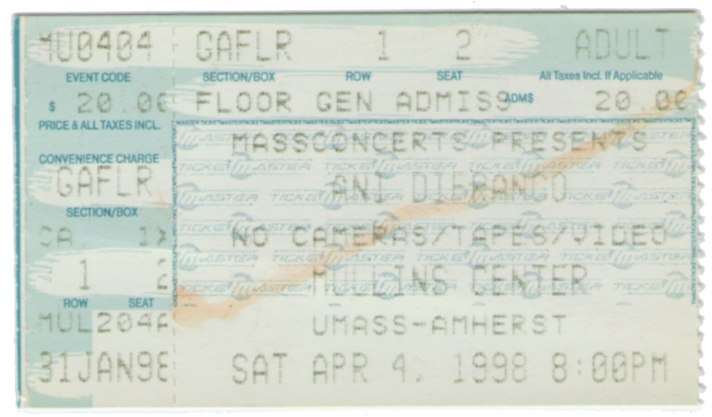 MU0404 GAFLR 1 2 ADULT
EVENT CODE SECTION/BOX ROW SEAT All Taxes Incl. If Applicable
$ 20.00 FLOOR GEN ADMISS ADM$ 20.00
PRICE & ALL TAXES INCL.
MASSCONCERTS PRESENTS
CONVENIENCE CHARGE
GAFLR ANI DIFRANCO
SECTION/BOX
CA 1X NO CAMERAS/TAPES/VIDEO
1 2 MULLINS CENTER
ROW SEAT
MUL204A UMASS-AMHERST
31JAN98 SAT APR 4, 1998 8:00PM
TICKETMASTER